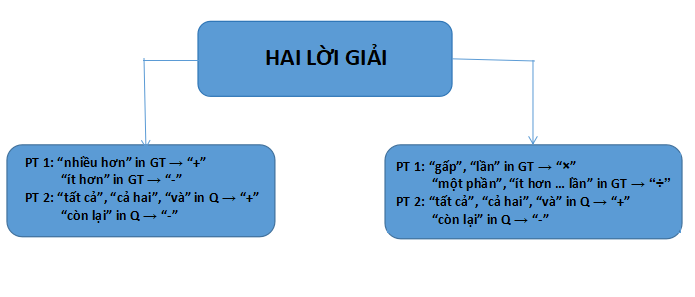 HAI LỜI GIẢI
PT 1: “nhiều hơn” in GT → “+”
“ít hơn” in GT → “-”
PT 2: “tất cả”, “cả hai”, “và” in Q → “+”
“còn lại” in Q → “-”
PT 1: “gấp”, “lần” in GT → “×”
“một phần”, “ít hơn … lần” in GT → “÷”
PT 2: “tất cả”, “cả hai”, “và” in Q → “+”
“còn lại” in Q → “-”